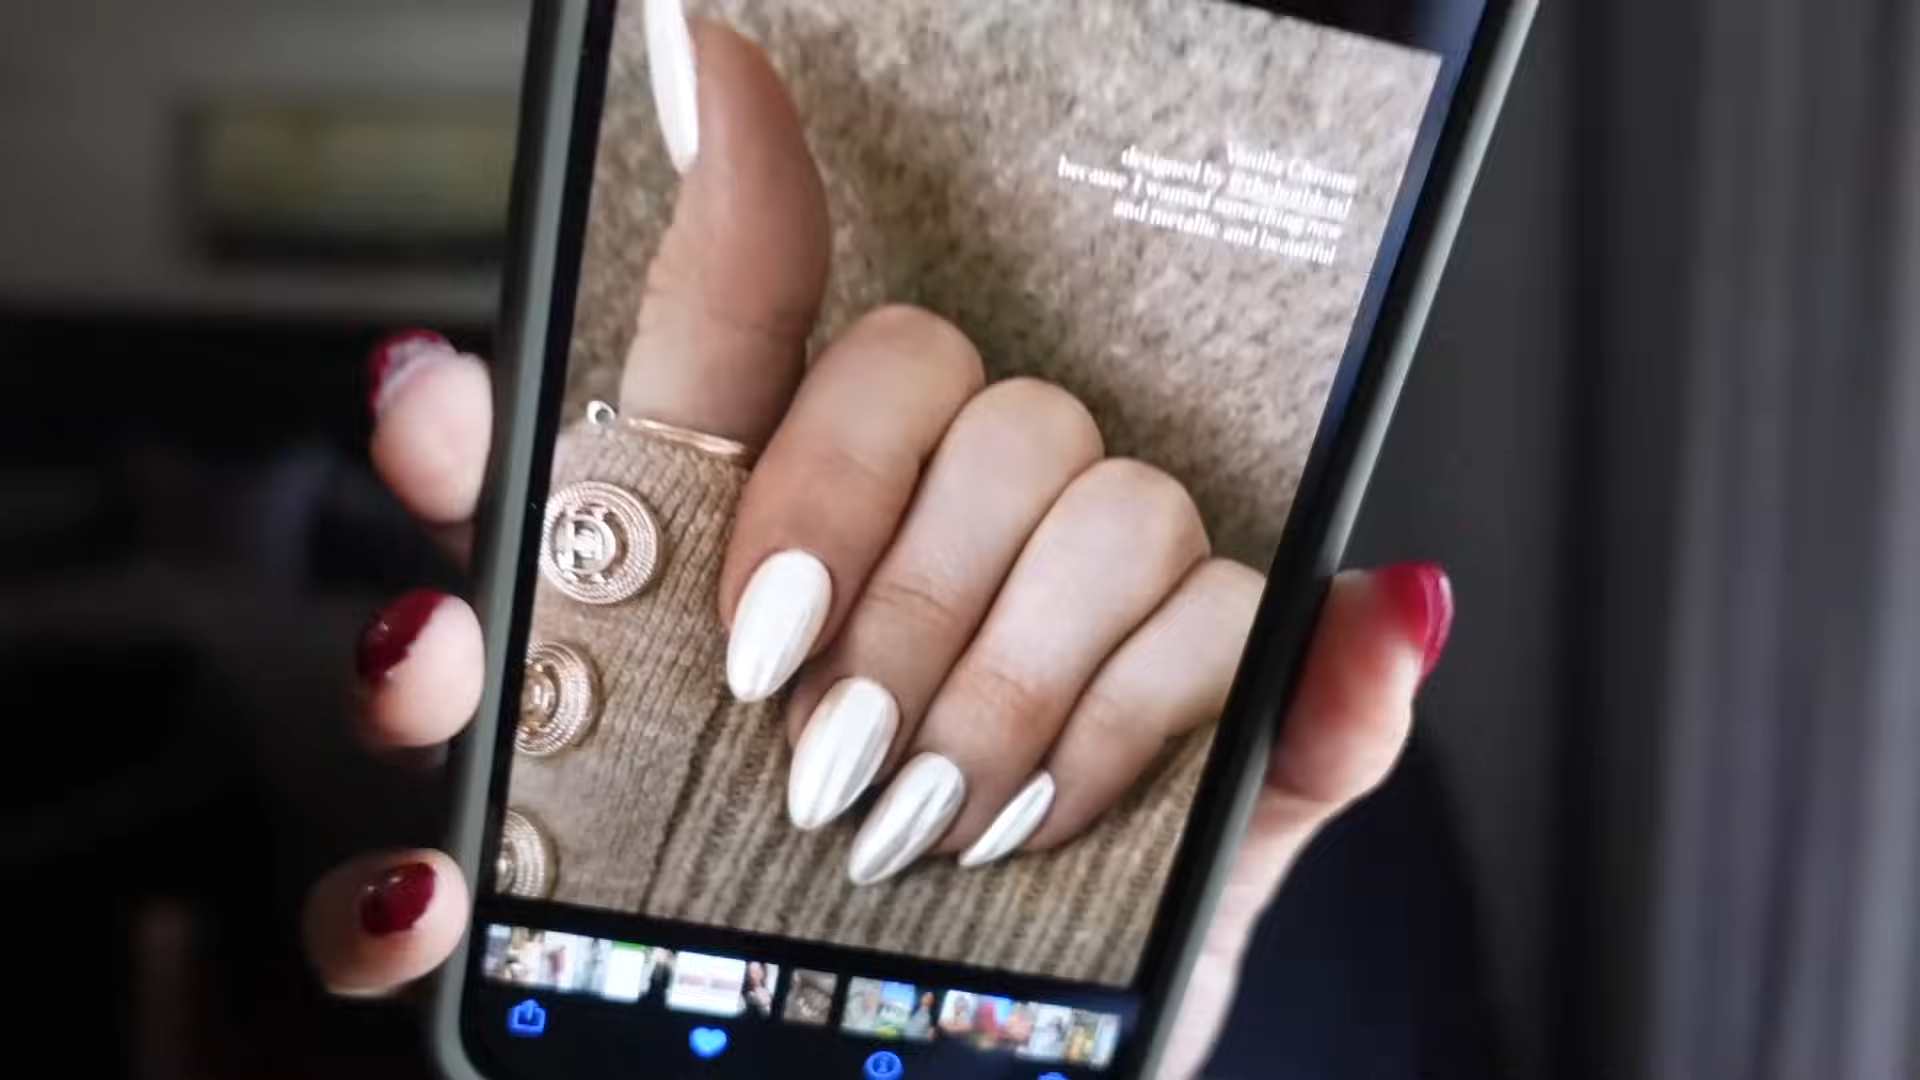 Vanilla Chrome
designed by
because I wanted something new
and metallic and beautiful